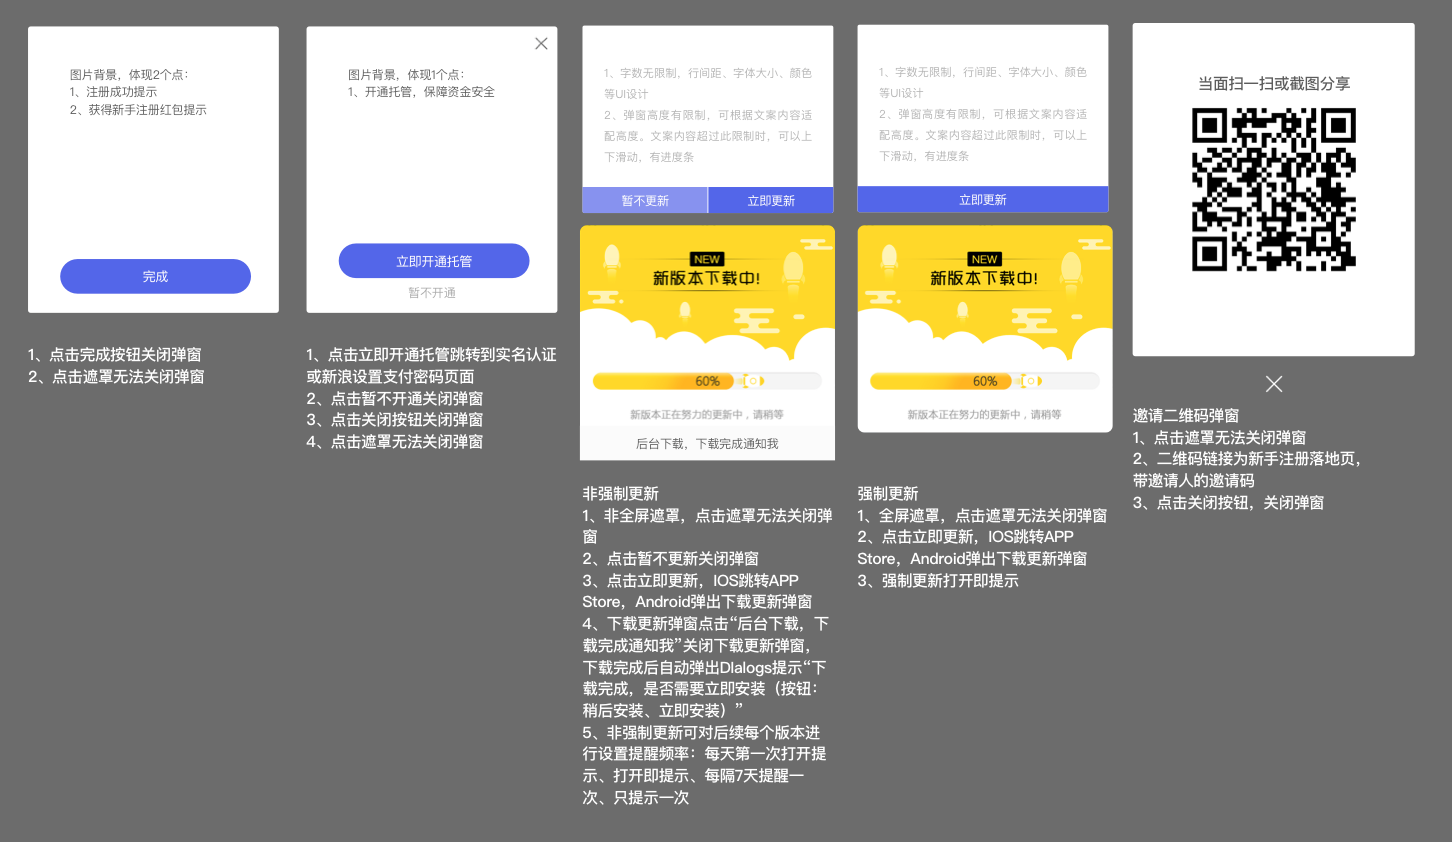 图片背景，体现2个点：
1、注册成功提示
2、获得新手注册红包提示
完成
1、点击完成按钮关闭弹窗
2、点击遮罩无法关闭弹窗
图片背景，体现1个点：
1、开通托管，保障资金安全
立即开通托管
暂不开通
1、点击立即开通托管跳转到实名认证
或新浪设置支付密码页面
2、点击暂不开通关闭弹窗
3、点击关闭按钮关闭弹窗
4、点击遮罩无法关闭弹窗
1、字数无限制，行间距、字体大小、颜色
等UI设计
2、弹窗高度有限制，可根据文案内容适
配高度。文案内容超过此限制时，可以上
下滑动，有进度条
暂不更新
立即更新
NEW
新版本下载中!
60%
新版本正在努力的更新中，请稍等
后台下载，下载完成通知我
非强制更新
1、非全屏遮罩，点击遮罩无法关闭弹
窗
2、点击暂不更新关闭弹窗
3、点击立即更新，IOS跳转APP
Store，Android弹出下载更新弹窗
4、下载更新弹窗点击“后台下载，下
载完成通知我”关闭下载更新弹窗，
下载完成后自动弹出DIalogs提示“下
载完成，是否需要立即安装（按钮：
稍后安装、立即安装）”
5、非强制更新可对后续每个版本进
行设置提醒频率：每天第一次打开提
示、打开即提示、每隔7天提醒一
次、只提示一次
1、字数无限制，行间距、字体大小、颜色
等UI设计
2、弹窗高度有限制，可根据文案内容适
配高度。文案内容超过此限制时，可以上
下滑动，有进度条
立即更新
NEW
新版本下载中!
60%
新版本正在努力的更新中，请稍等
强制更新
1、全屏遮罩，点击遮罩无法关闭弹窗
2、点击立即更新，IOS跳转APP
Store，Android弹出下载更新弹窗
3、强制更新打开即提示
当面扫一扫或截图分享
邀请二维码弹窗
1、点击遮罩无法关闭弹窗
2、二维码链接为新手注册落地页，
带邀请人的邀请码
3、点击关闭按钮，关闭弹窗